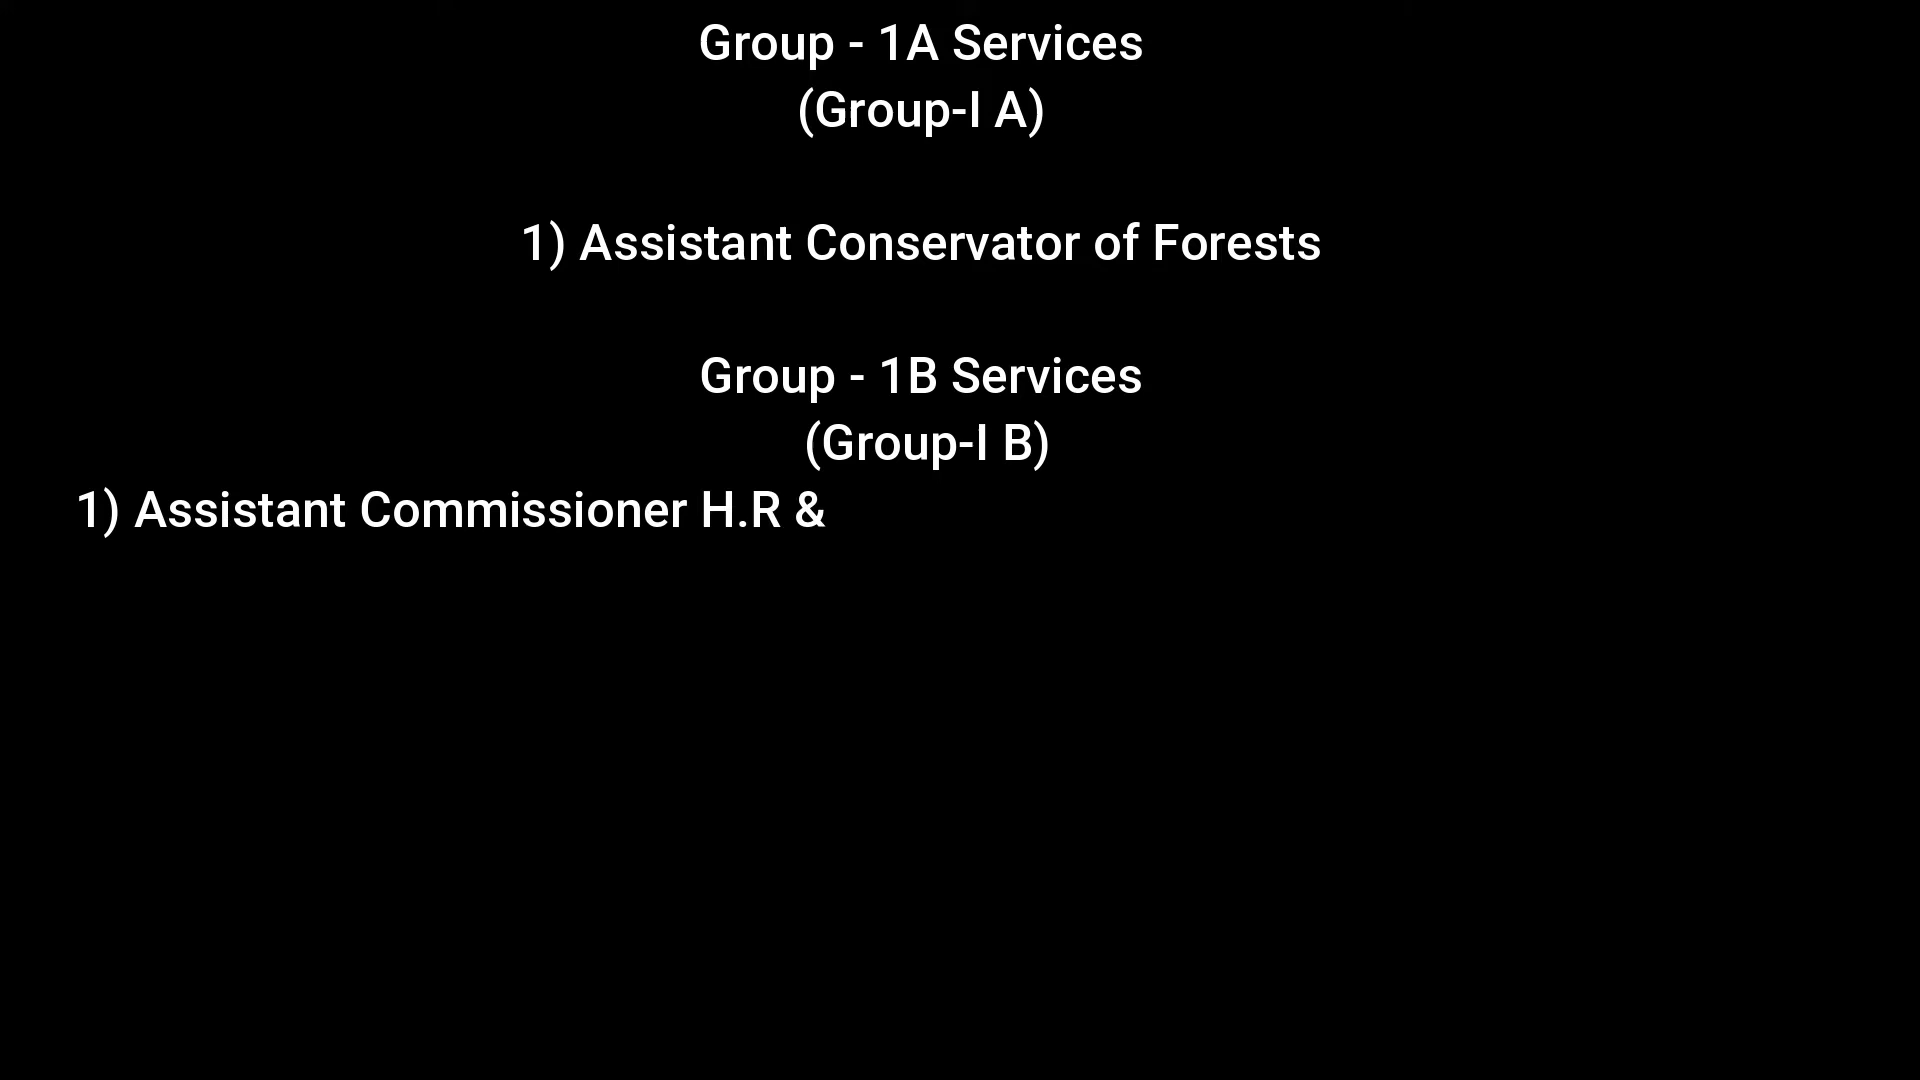 Group - 1A Services
(Group-I A)
1) Assistant Conservator of Forests
Group - 1B Services
(Group-I B)
1) Assistant Commissioner H.R &